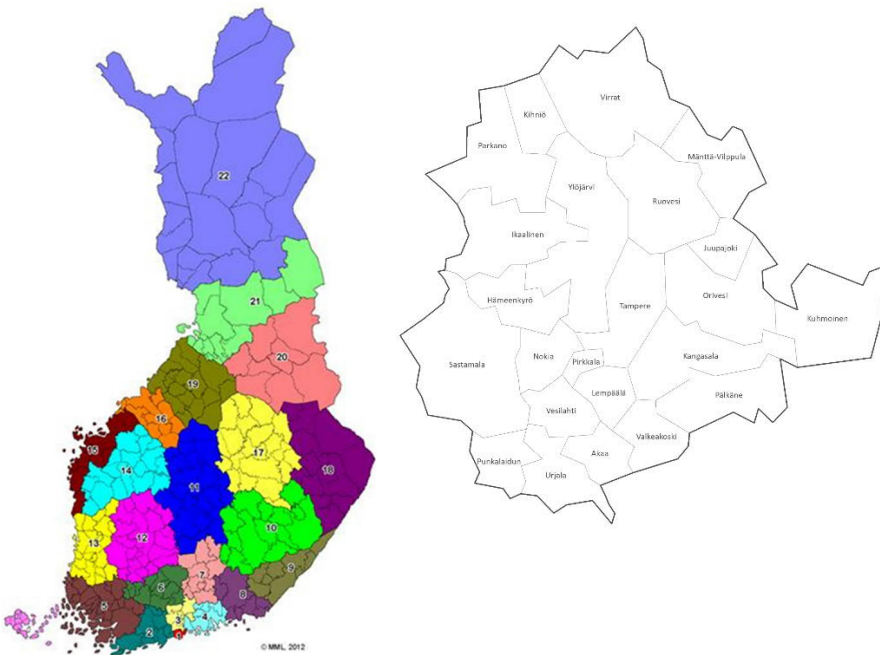 22
21
20
19
16
15
14
17
18
11
10
13
12
9
7
6
8
5
3
4
2
© MML, 2012
Virrat
Kihniö
Parkano
Mänttä-Vilppula
Ylöjärvi
Ruovesi
Ikaalinen
Juupajoki
Hämeenkyrö
Orivesi
Tampere
Kuhmoinen
Nokia
Pirkkala
Kangasala
Sastamala
Lempäälä
Pälkäne
Vesilahti
Valkeakoski
Akaa
Punkalaidun
Urjala